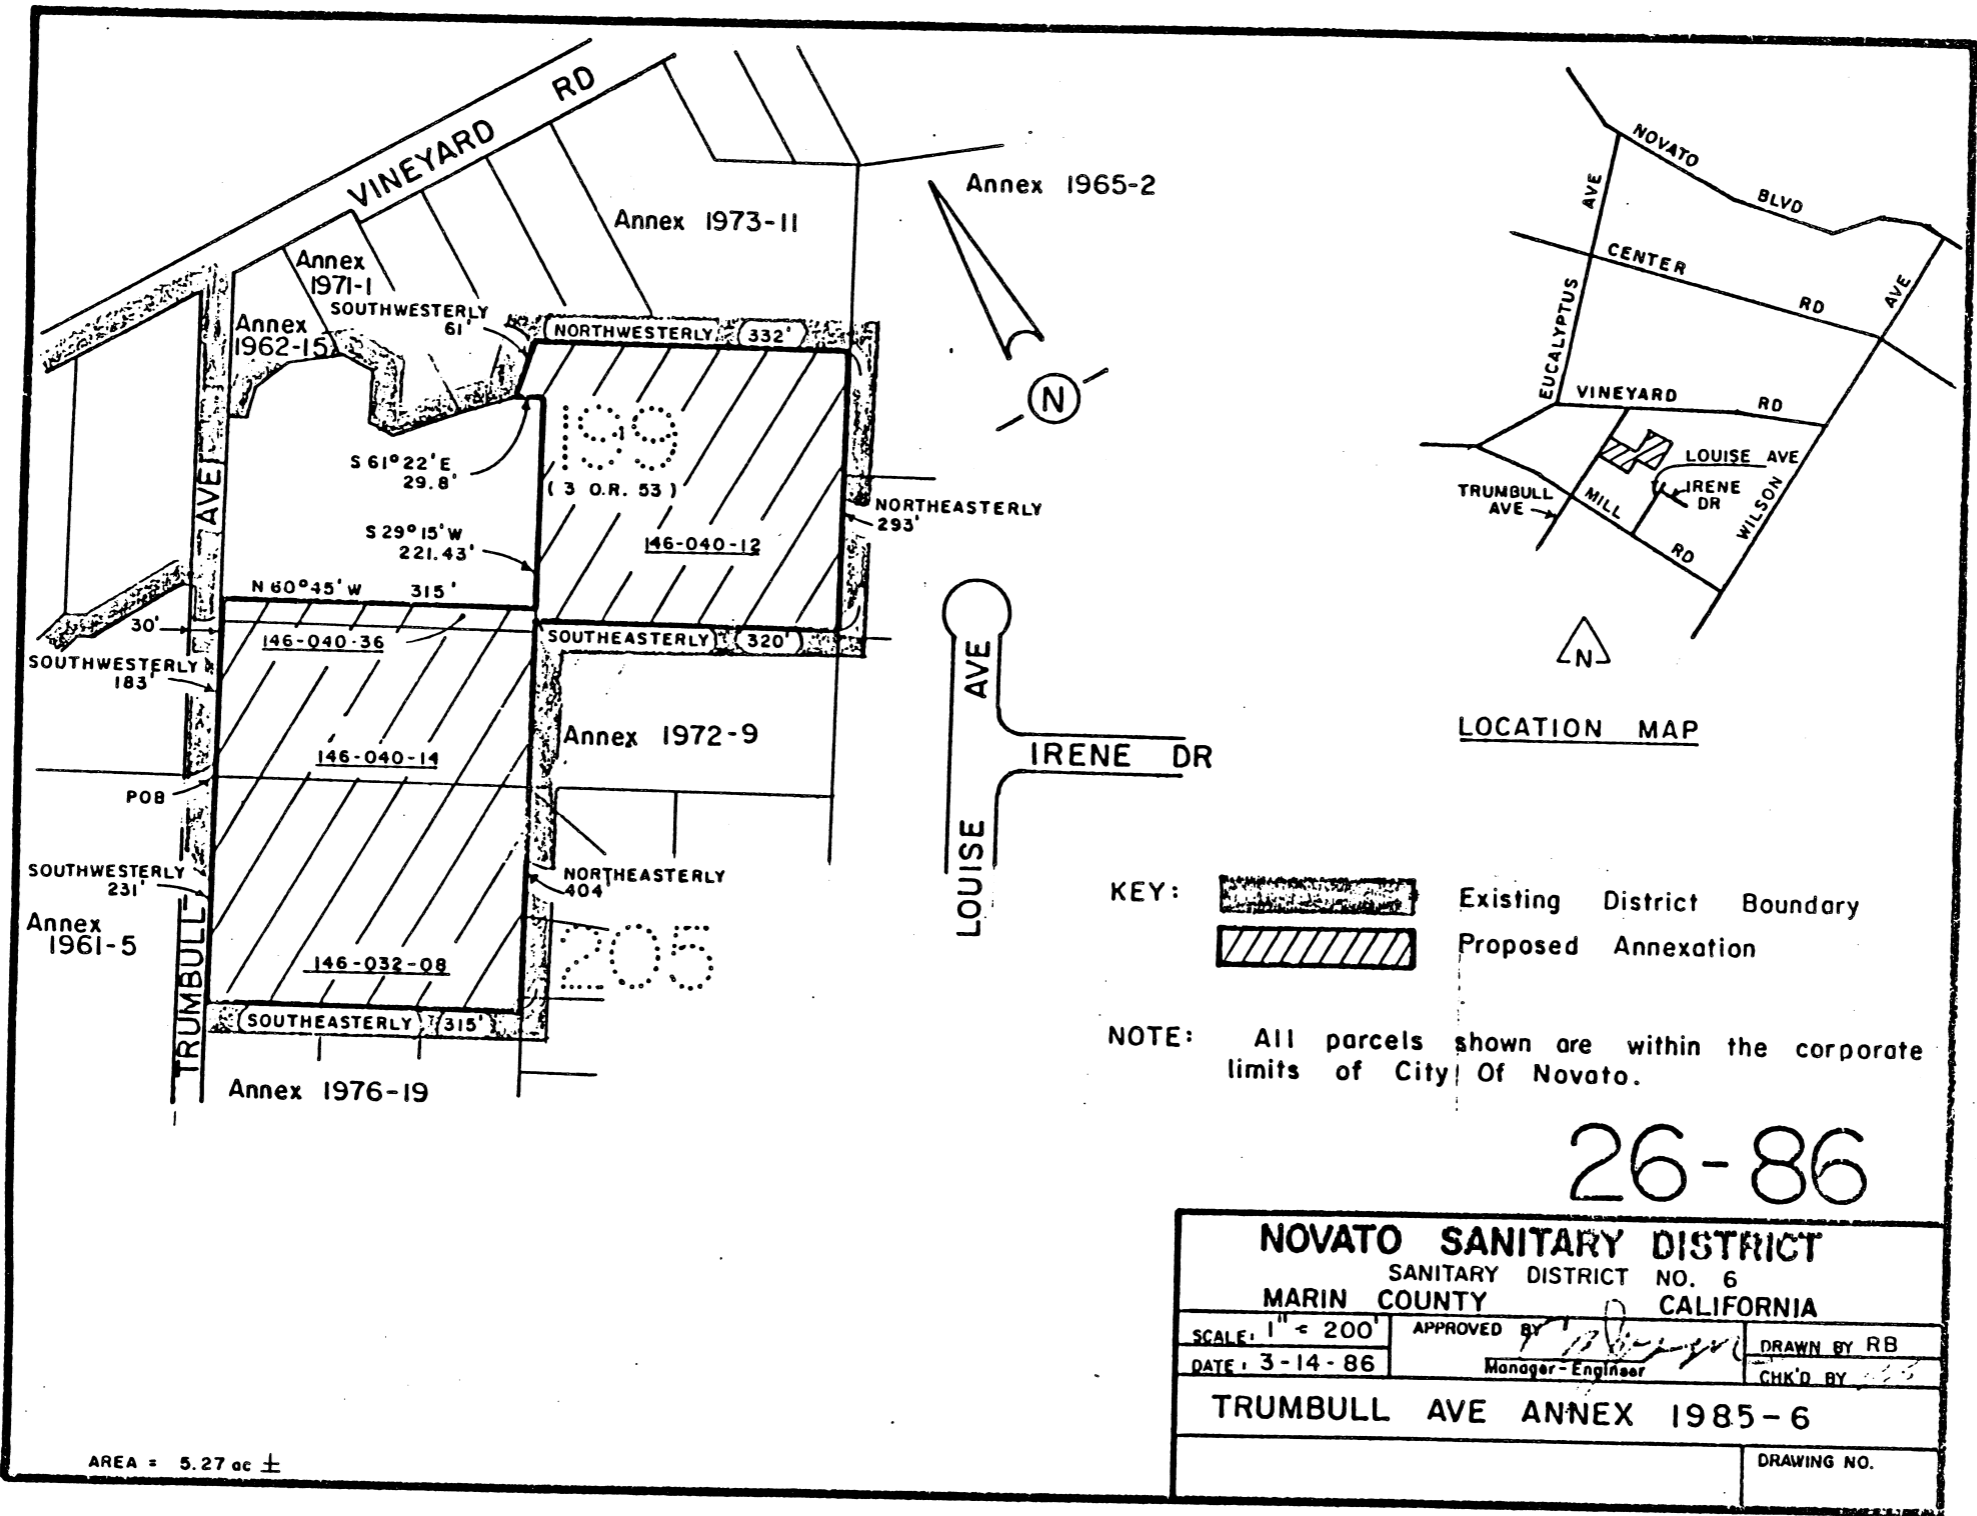 VINEYARD RD
Annex 1965-2
Annex 1973-11
Annex
1971-1
SOUTHWESTERLY
61'
Annex
1962-15
NORTHWESTERLY 332'
N
199
(3 O.R. 53)
S 61° 22' E
29.8'
S 29° 15' W
221.43'
NORTHEASTERLY
293'
146-040-12
N 60° 45' W 315'
30'
146-040-36
SOUTHEASTERLY 320'
SOUTHWESTERLY
183'
AVE
Annex 1972-9
146-040-14
POB
SOUTHWESTERLY
231'
NORTHEASTERLY
404'
Annex
1961-5
205
146-032-08
TRUMBULL
SOUTHEASTERLY 315'
Annex 1976-19
LOUISE AVE
IRENE DR
NOVATO BLVD
EUCALYPTUS AVE
CENTER RD
AVE
VINEYARD RD
LOUISE AVE
IRENE
DR
TRUMBULL
AVE
MILL RD
WILSON
N
LOCATION MAP
KEY:
Existing District Boundary
Proposed Annexation
NOTE: All parcels shown are within the corporate
limits of City Of Novato.
26-86
NOVATO SANITARY DISTRICT
SANITARY DISTRICT NO. 6
MARIN COUNTY CALIFORNIA
SCALE: 1" = 200' APPROVED BY
DRAWN BY RB
DATE: 3-14-86 Manager-Engineer
CHK'D BY
TRUMBULL AVE ANNEX 1985-6
DRAWING NO.
AREA = 5.27 ac ±